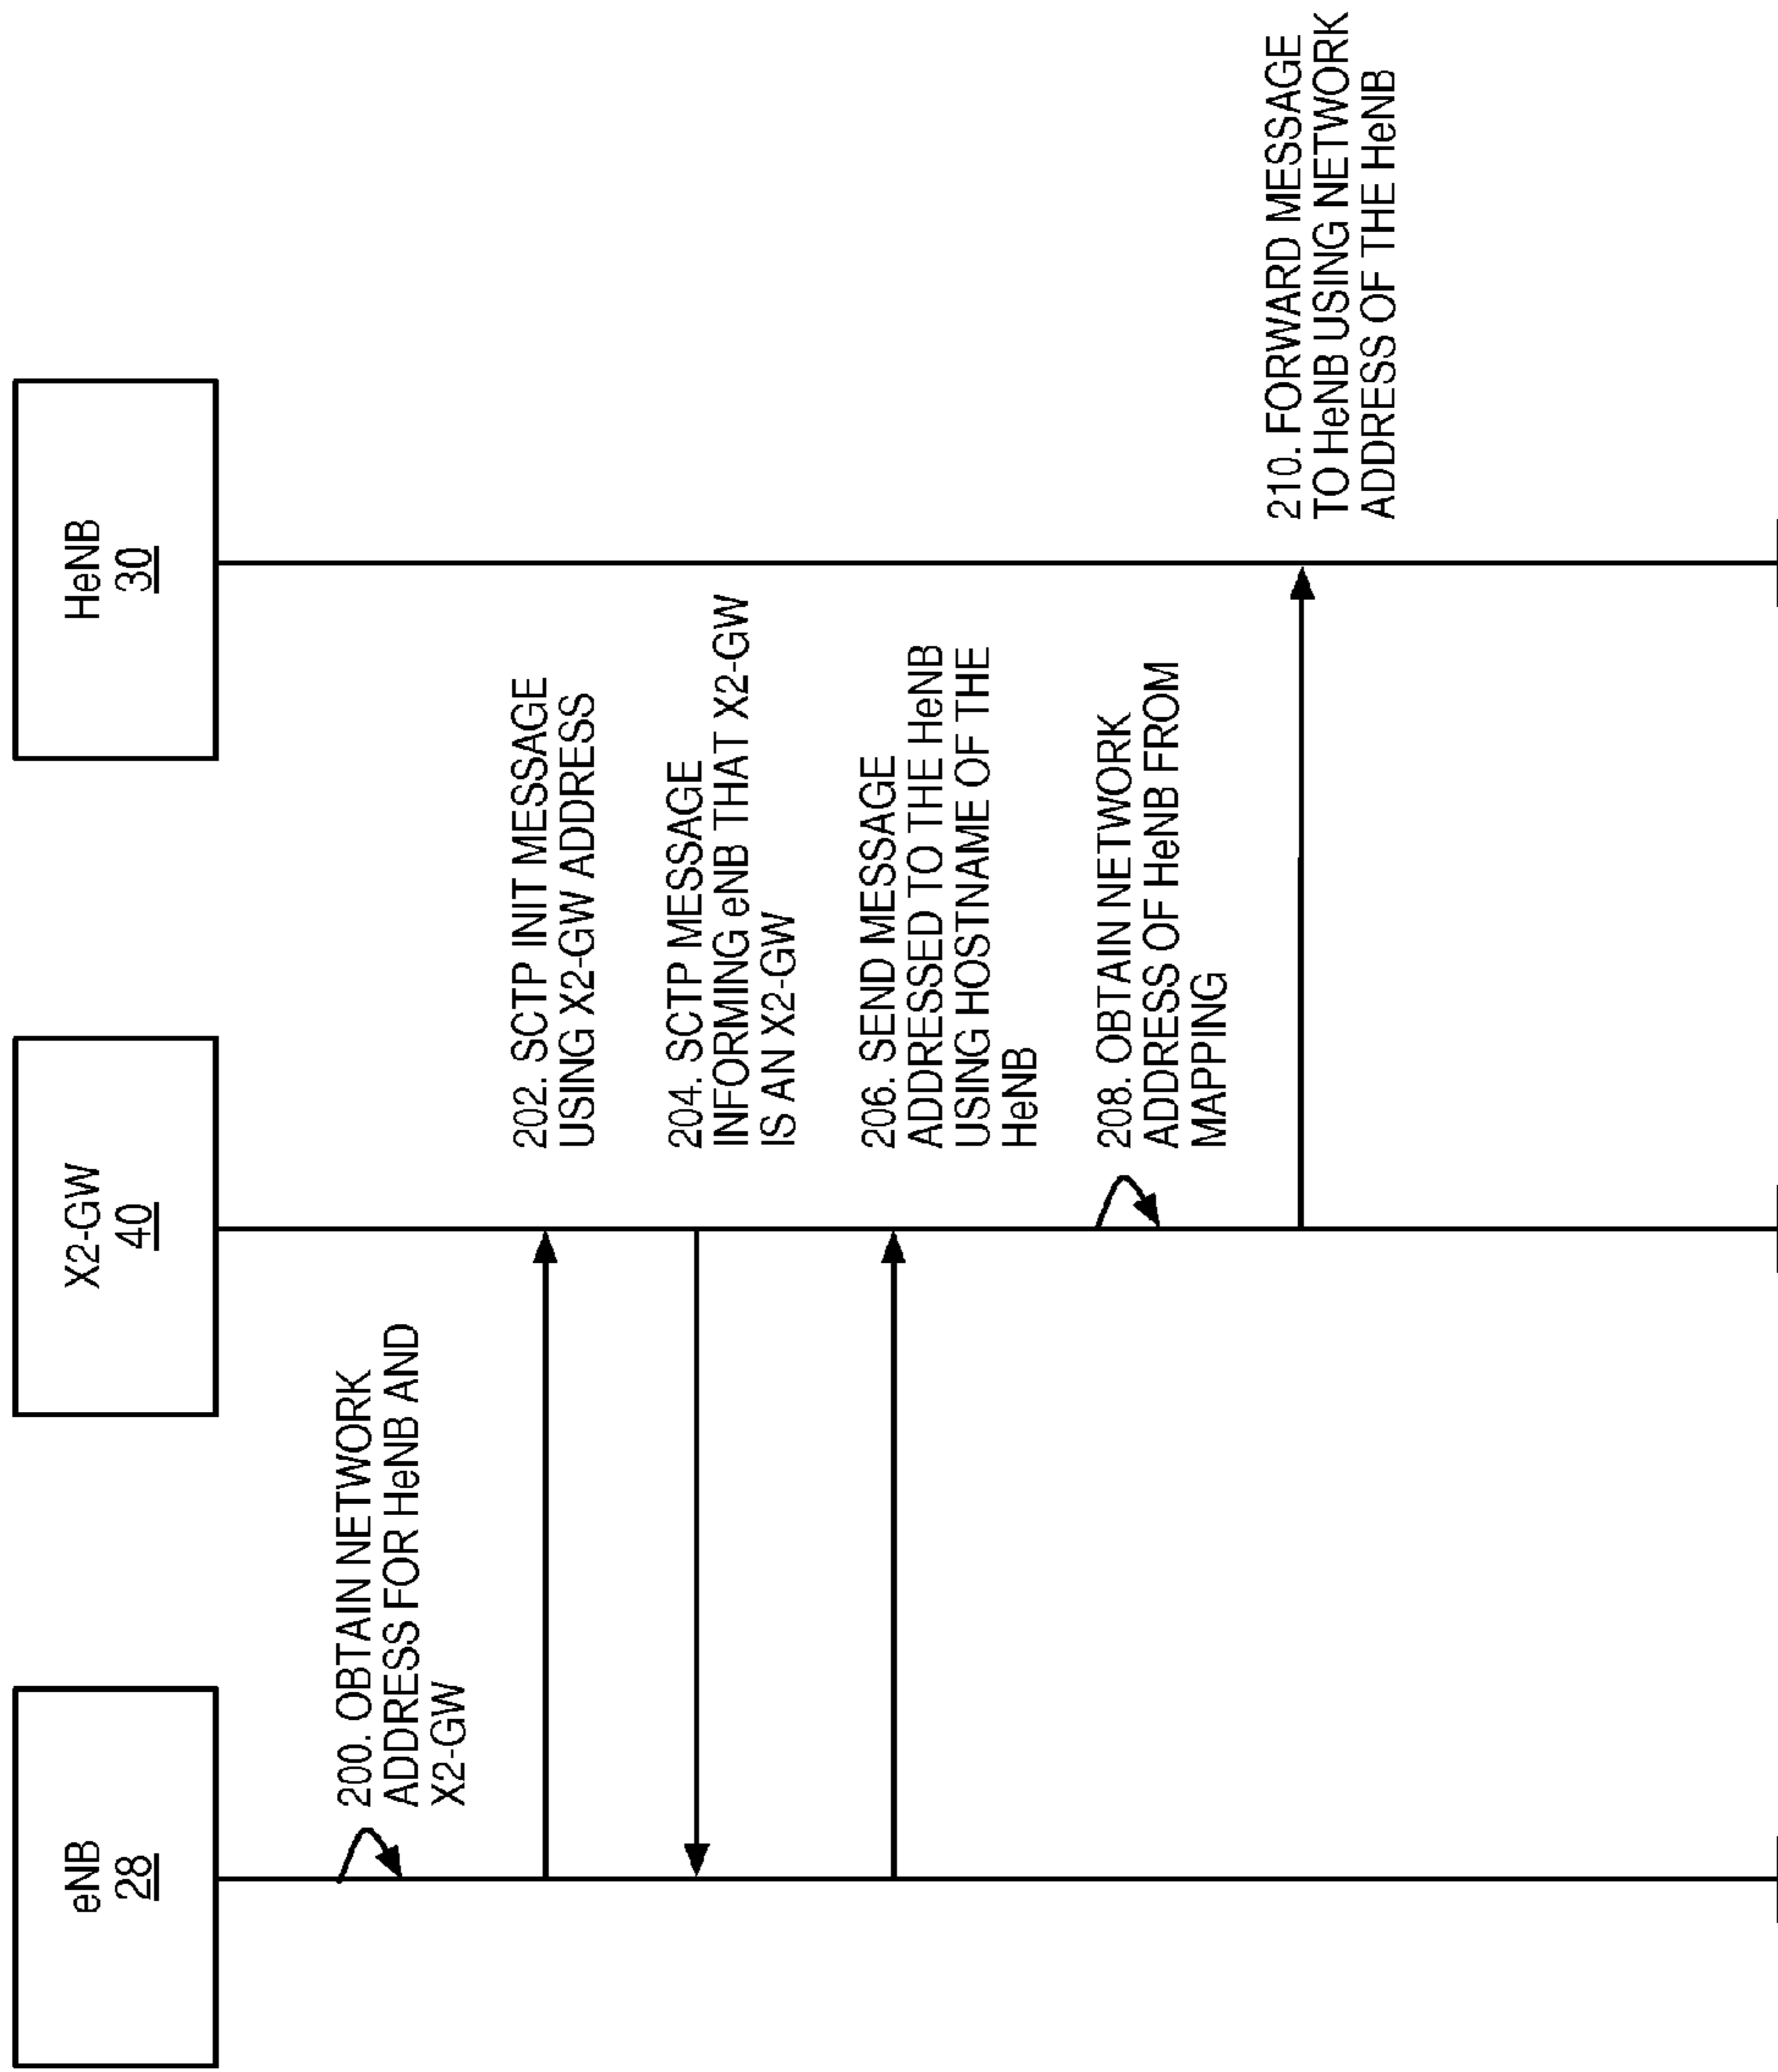 eNB
28
X2-GW
40
HeNB
30
200. OBTAIN NETWORK
ADDRESS FOR HeNB AND
X2-GW
202. SCTP INIT MESSAGE
USING X2-GW ADDRESS
204. SCTP MESSAGE
INFORMING eNB THAT X2-GW
IS AN X2-GW
206. SEND MESSAGE
ADDRESSED TO THE HeNB
USING HOSTNAME OF THE
HeNB
208. OBTAIN NETWORK
ADDRESS OF HeNB FROM
MAPPING
210. FORWARD MESSAGE
TO HeNB USING NETWORK
ADDRESS OF THE HeNB